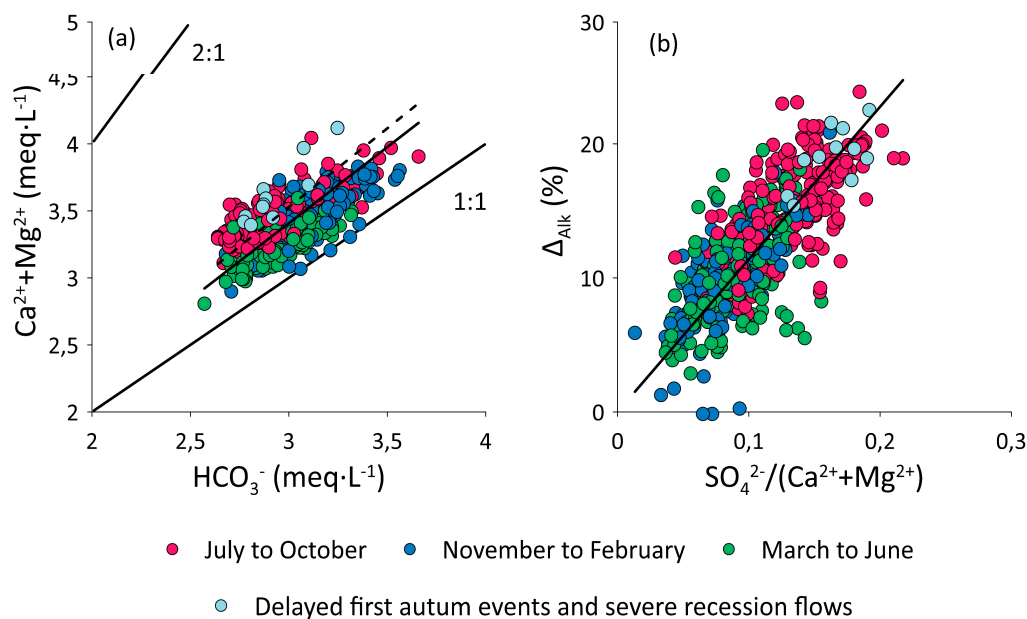 (a)
2:1
1:1
5
4,5
4
3,5
3
2,5
2
Ca²⁺+Mg²⁺ (meq·L⁻¹)
2 2,5 3 3,5 4
HCO₃⁻ (meq·L⁻¹)
(b)
30
20
10
0
Δ_Alk (%)
0 0,1 0,2 0,3
SO₄²⁻/(Ca²⁺+Mg²⁺)
July to October November to February March to June
Delayed first autum events and severe recession flows